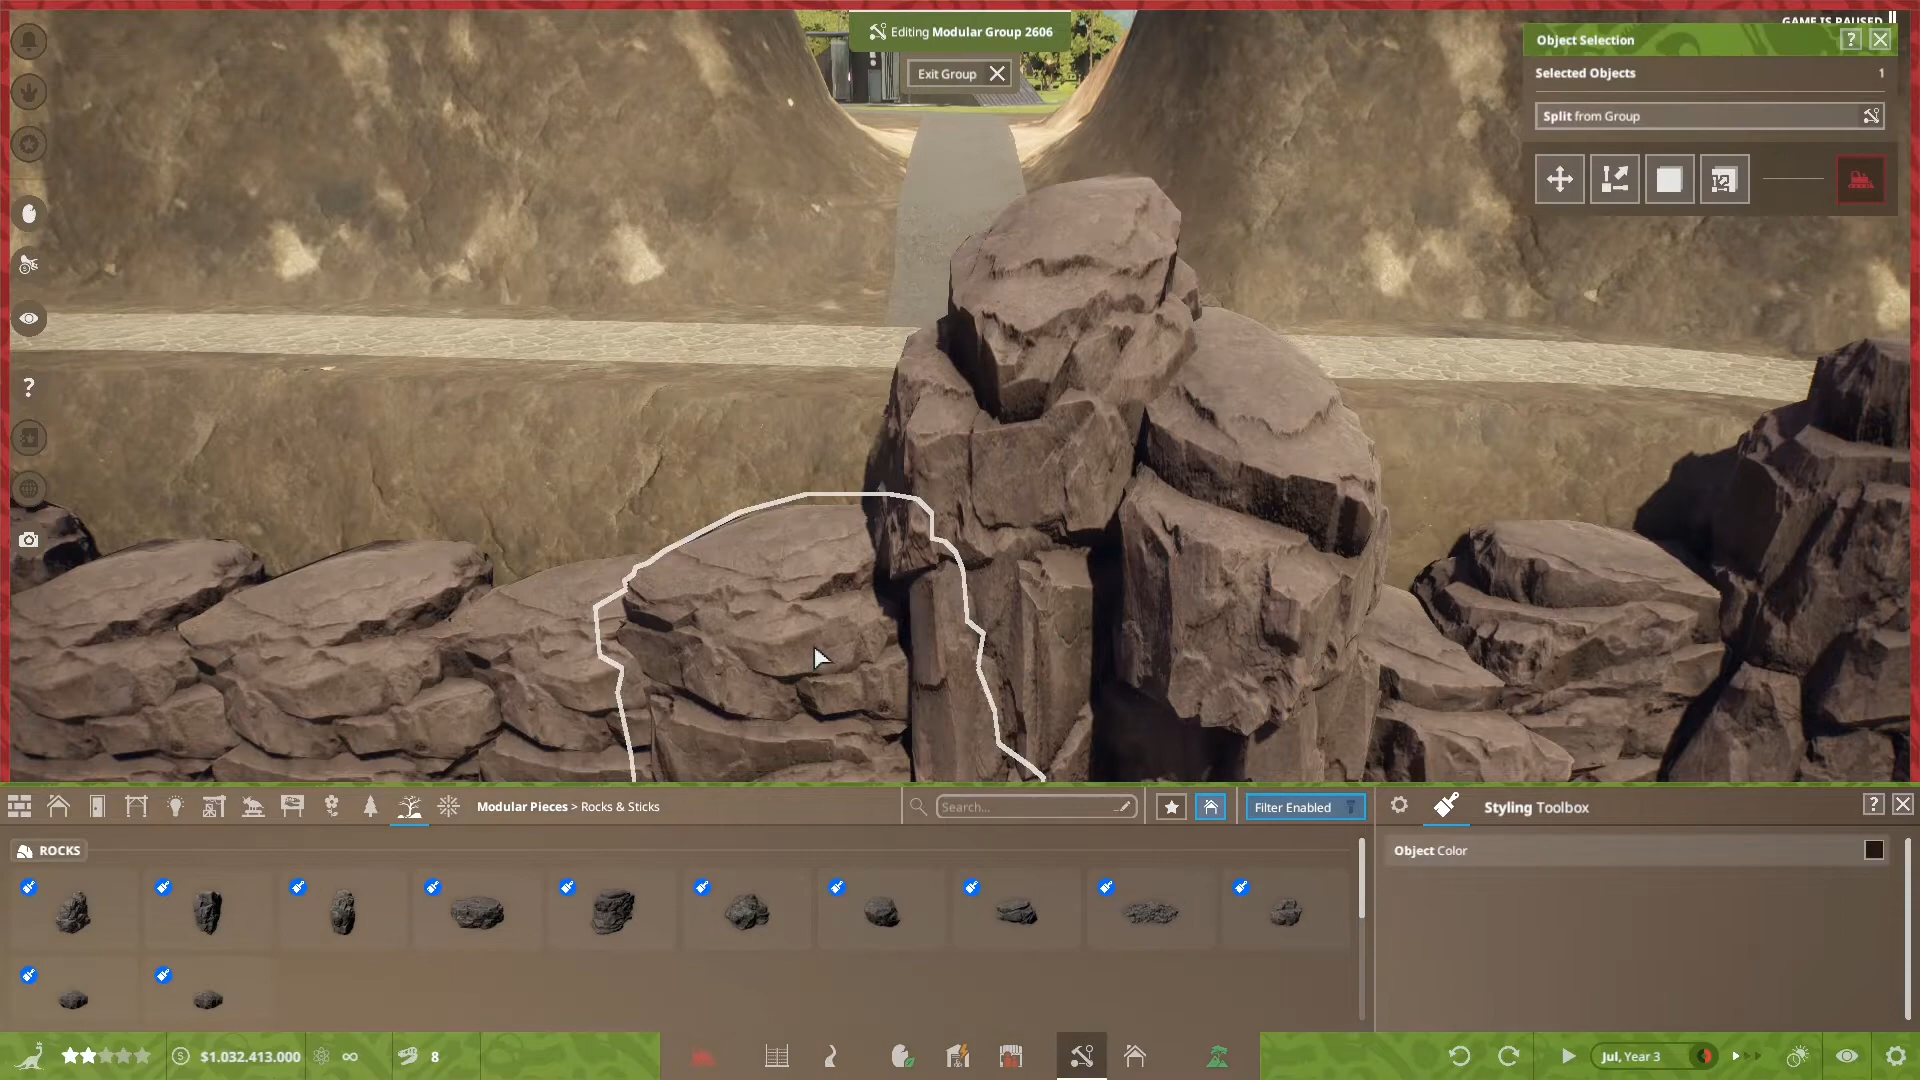 GAME IS PAUSED
Editing Modular Group 2606
Exit Group
Object Selection
?
Selected Objects 1
Split from Group
?
Modular Pieces > Rocks & Sticks
Search...
Filter Enabled
Styling Toolbox
?
ROCKS
Object Color
$1.032.413.000
∞
8
Jul, Year 3